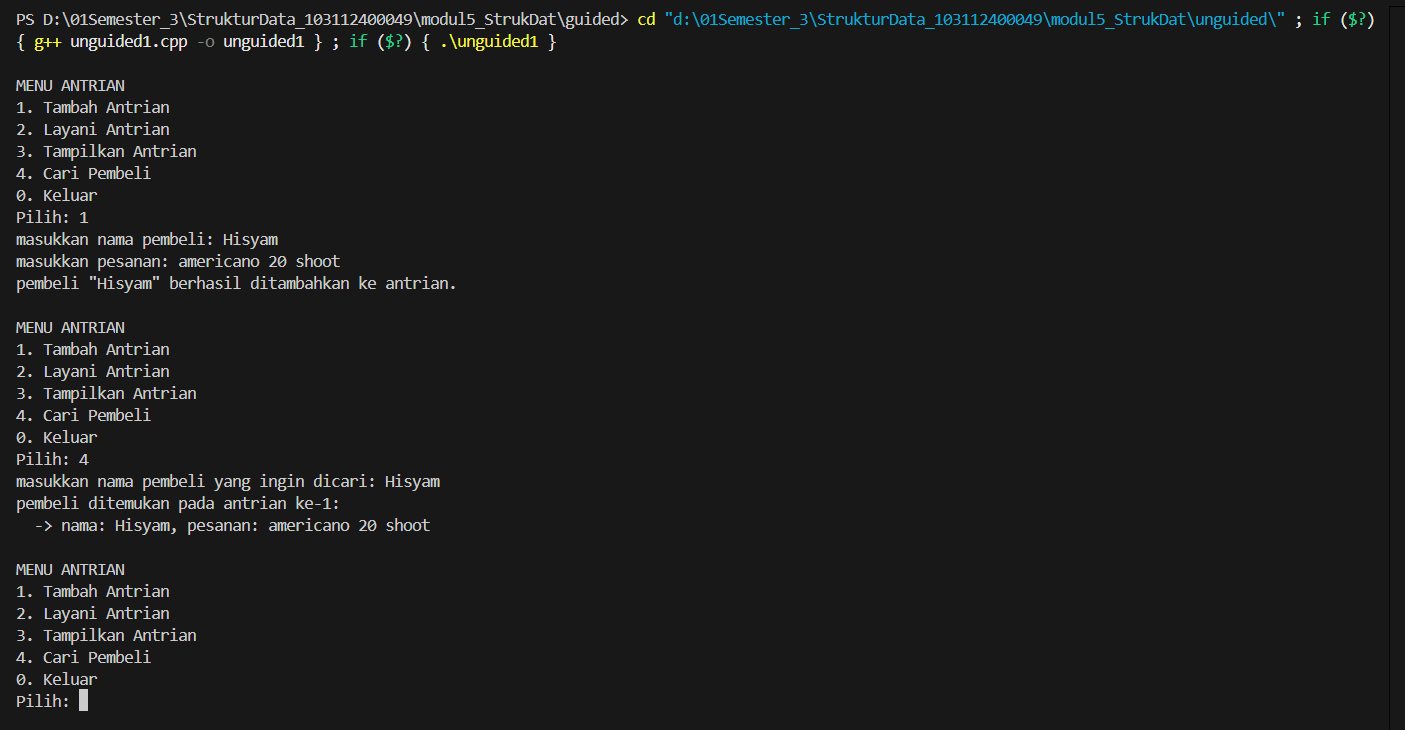 PS D:\01Semester_3\StrukturData_103112400049\modul5_StrukDat\guided> cd "d:\01Semester_3\StrukturData_103112400049\modul5_StrukDat\unguided\" ; if ($?)
{ g++ unguided1.cpp -o unguided1 } ; if ($?) { .\unguided1 }
MENU ANTRIAN
1. Tambah Antrian
2. Layani Antrian
3. Tampilkan Antrian
4. Cari Pembeli
0. Keluar
Pilih: 1
masukkan nama pembeli: Hisyam
masukkan pesanan: americano 20 shoot
pembeli "Hisyam" berhasil ditambahkan ke antrian.
MENU ANTRIAN
1. Tambah Antrian
2. Layani Antrian
3. Tampilkan Antrian
4. Cari Pembeli
0. Keluar
Pilih: 4
masukkan nama pembeli yang ingin dicari: Hisyam
pembeli ditemukan pada antrian ke-1:
  -> nama: Hisyam, pesanan: americano 20 shoot
MENU ANTRIAN
1. Tambah Antrian
2. Layani Antrian
3. Tampilkan Antrian
4. Cari Pembeli
0. Keluar
Pilih: